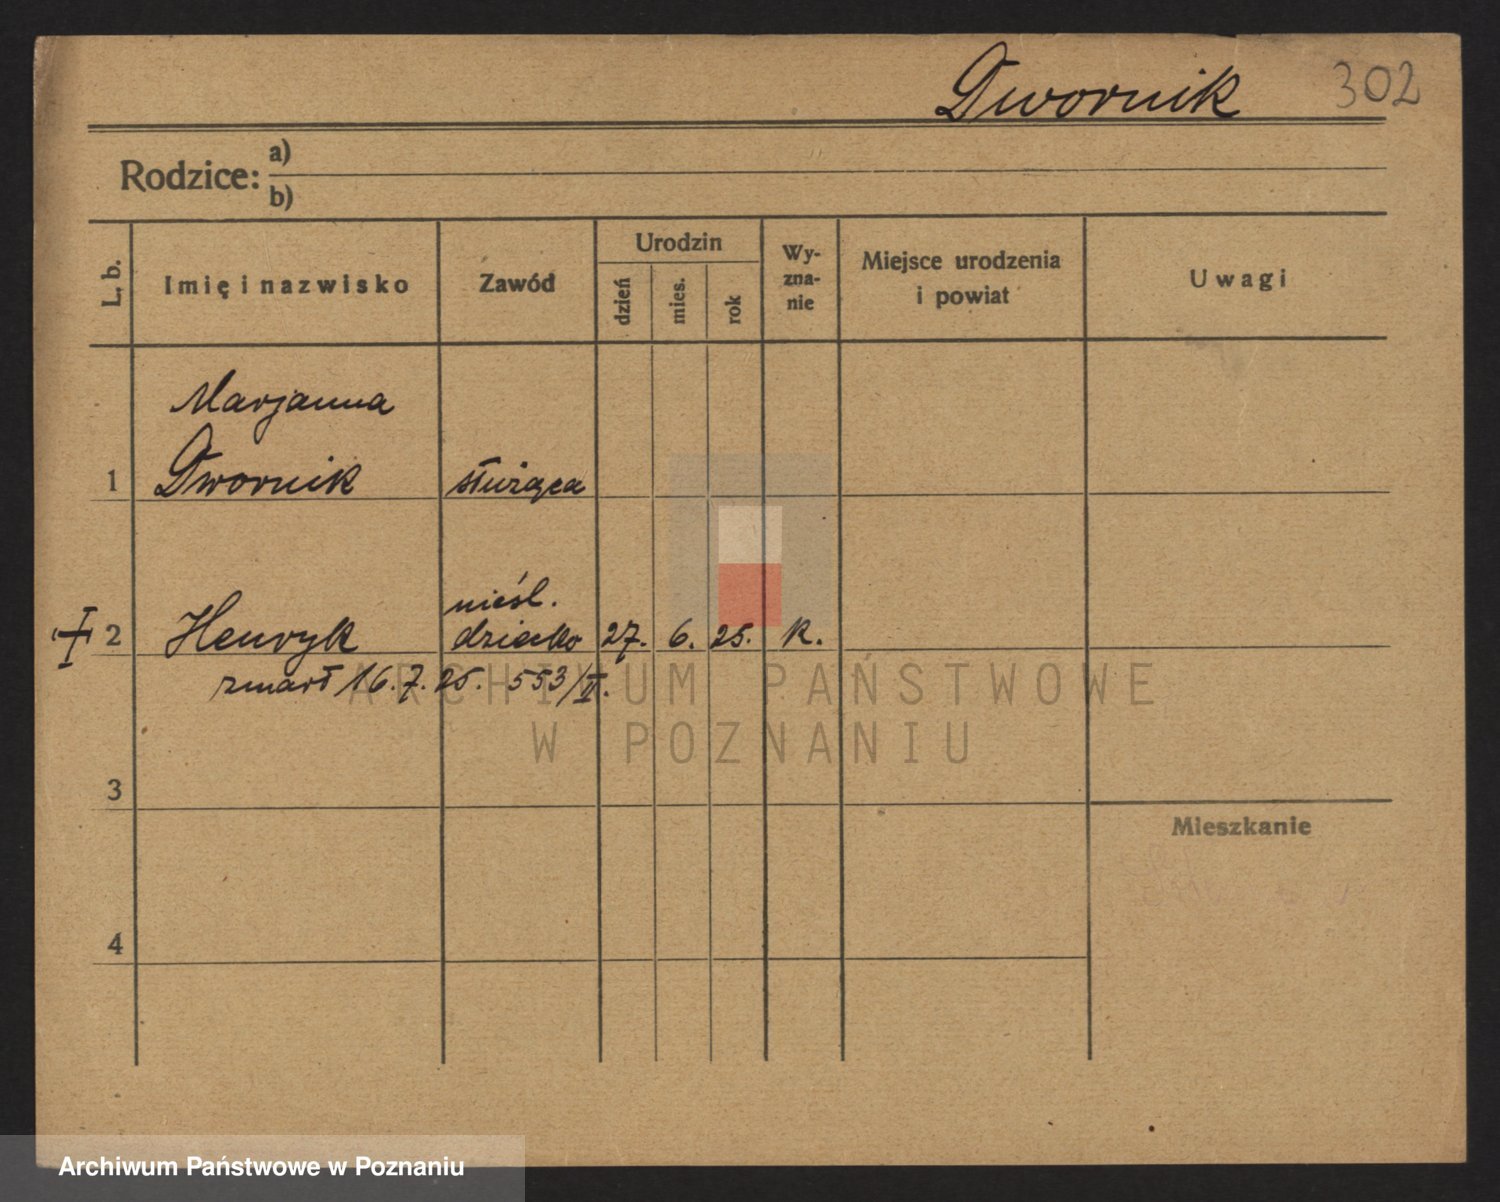 Dwornik 302
Rodzice: a)
b)
L. b.
Imię i nazwisko
Zawód
Urodzin
dzień
mies.
rok
Wy-
zna-
nie
Miejsce urodzenia
i powiat
Uwagi
Marjanna
1 Dwornik służąca
nieśl.
2 Henryk dziecko 27. 6. 25. k.
zmarł 16.7.25. 553/II.
3
4
Mieszkanie
ARCHIWUM PAŃSTWOWE
W POZNANIU
Archiwum Państwowe w Poznaniu